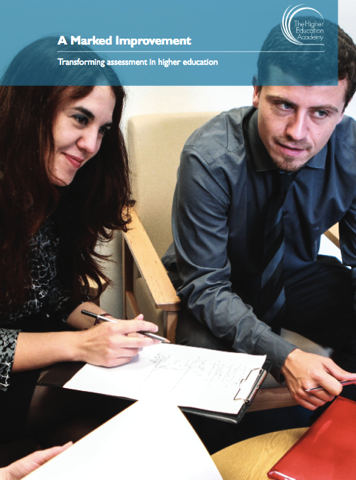 A Marked Improvement
Transforming assessment in higher education
The Higher
Education
Academy